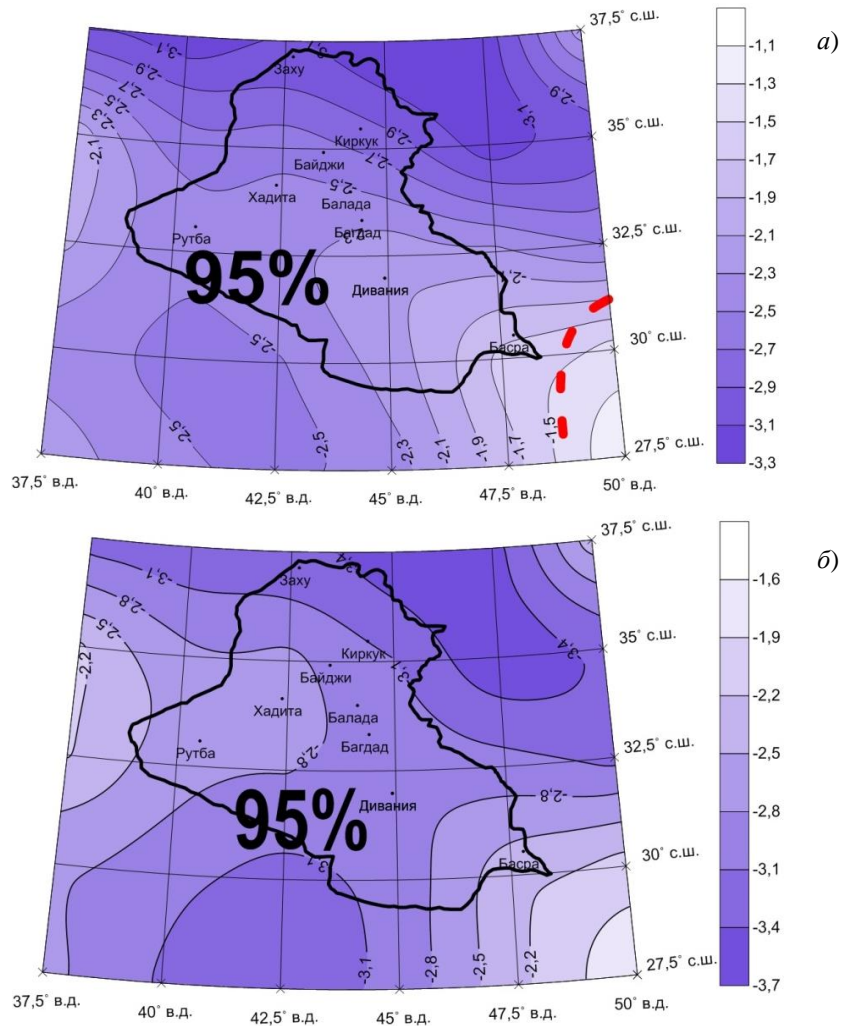 37,5° с.ш.
а)
-3,1
-3,1
-2,9
-2,7
-2,5
-2,3
-2,1
Заху
-2,9
-3,1
35° с.ш.
Киркук
-2,9
Байджи
-2,7
-2,5
Хадита
Балада
Рутба
Багдад
32,5° с.ш.
95%
Дивания
Басра
30° с.ш.
-2,5
-2,5
-2,5
-2,3
-2,1
-1,9
-1,7
-1,5
27,5° с.ш.
37,5° в.д.
40° в.д.
42,5° в.д.
45° в.д.
47,5° в.д.
50° в.д.
-1,1
-1,3
-1,5
-1,7
-1,9
-2,1
-2,3
-2,5
-2,7
-2,9
-3,1
-3,3
37,5° с.ш.
б)
-3,1
-3,4
-2,8
-2,5
-2,2
Заху
35° с.ш.
Киркук
-3,4
Байджи
-3,1
Хадита
Балада
Рутба
Багдад
-2,8
32,5° с.ш.
95%
Дивания
-2,8
Басра
30° с.ш.
-3,1
-3,1
-2,8
-2,5
-2,2
27,5° с.ш.
37,5° в.д.
40° в.д.
42,5° в.д.
45° в.д.
47,5° в.д.
50° в.д.
-1,6
-1,9
-2,2
-2,5
-2,8
-3,1
-3,4
-3,7